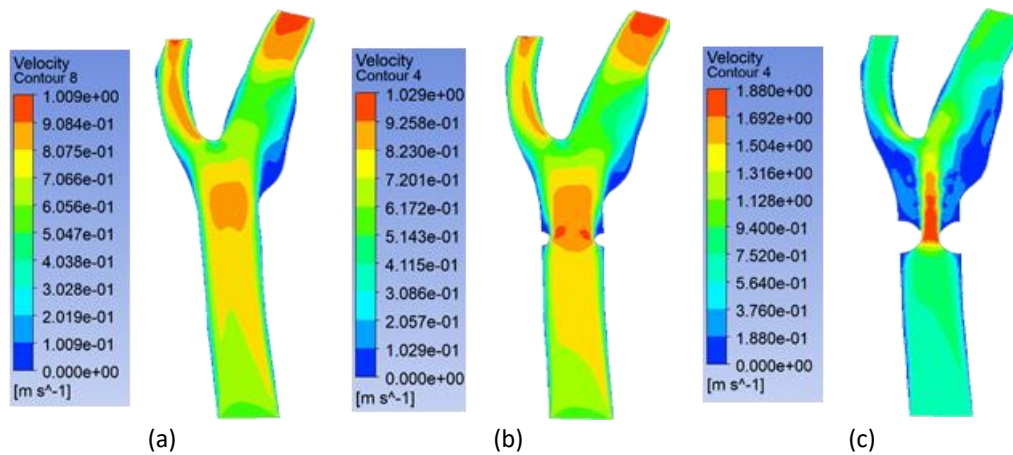 Velocity
Contour 8
1.009e+00
9.084e-01
8.075e-01
7.066e-01
6.056e-01
5.047e-01
4.038e-01
3.028e-01
2.019e-01
1.009e-01
0.000e+00
[m s^-1]
(a)
Velocity
Contour 4
1.029e+00
9.258e-01
8.230e-01
7.201e-01
6.172e-01
5.143e-01
4.115e-01
3.086e-01
2.057e-01
1.029e-01
0.000e+00
[m s^-1]
(b)
Velocity
Contour 4
1.880e+00
1.692e+00
1.504e+00
1.316e+00
1.128e+00
9.400e-01
7.520e-01
5.640e-01
3.760e-01
1.880e-01
0.000e+00
[m s^-1]
(c)